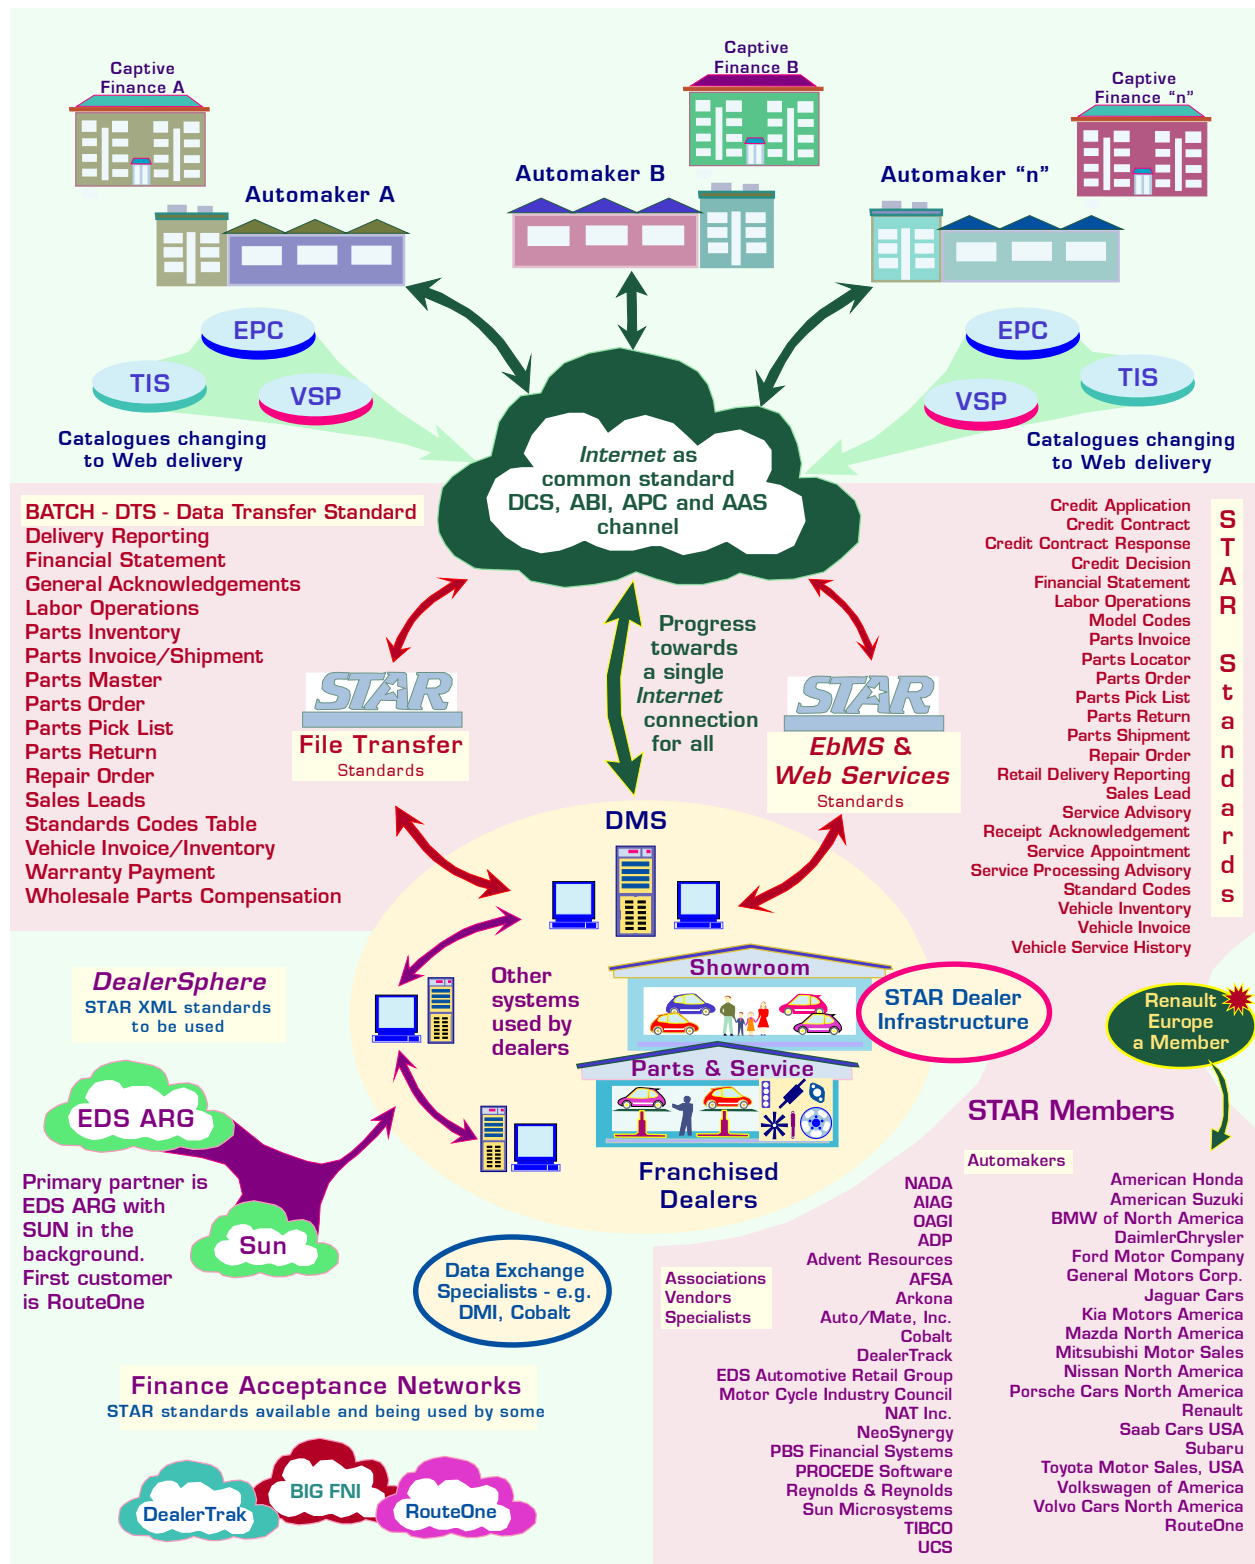 Captive
Finance A
Captive
Finance B
Captive
Finance “n”
Automaker A
Automaker B
Automaker “n”
EPC
TIS
VSP
Catalogues changing
to Web delivery
EPC
TIS
VSP
Catalogues changing
to Web delivery
Internet as
common standard
DCS, ABI, APC and AAS
channel
BATCH - DTS - Data Transfer Standard
Delivery Reporting
Financial Statement
General Acknowledgements
Labor Operations
Parts Inventory
Parts Invoice/Shipment
Parts Master
Parts Order
Parts Pick List
Parts Return
Repair Order
Sales Leads
Standards Codes Table
Vehicle Invoice/Inventory
Warranty Payment
Wholesale Parts Compensation
STAR
File Transfer
Standards
Progress
towards
a single
Internet
connection
for all
STAR
EbMS &
Web Services
Standards
Credit Application
Credit Contract
Credit Contract Response
Credit Decision
Financial Statement
Labor Operations
Model Codes
Parts Invoice
Parts Locator
Parts Order
Parts Pick List
Parts Return
Parts Shipment
Repair Order
Retail Delivery Reporting
Sales Lead
Service Advisory
Receipt Acknowledgement
Service Appointment
Service Processing Advisory
Standard Codes
Vehicle Inventory
Vehicle Invoice
Vehicle Service History
STAR Standards
DMS
Other
systems
used by
dealers
Showroom
Parts & Service
Franchised
Dealers
STAR Dealer
Infrastructure
Renault
Europe
a Member
DealerSphere
STAR XML standards
to be used
EDS ARG
Sun
Primary partner is
EDS ARG with
SUN in the
background.
First customer
is RouteOne
Data Exchange
Specialists - e.g.
DMI, Cobalt
Finance Acceptance Networks
STAR standards available and being used by some
DealerTrak
BIG FNI
RouteOne
STAR Members
Associations
Vendors
Specialists
NADA
AIAG
OAGI
ADP
Advent Resources
AFSA
Arkona
Auto/Mate, Inc.
Cobalt
DealerTrack
EDS Automotive Retail Group
Motor Cycle Industry Council
NAT Inc.
NeoSynergy
PBS Financial Systems
PROCEDE Software
Reynolds & Reynolds
Sun Microsystems
TIBCO
UCS
Automakers
American Honda
American Suzuki
BMW of North America
DaimlerChrysler
Ford Motor Company
General Motors Corp.
Jaguar Cars
Kia Motors America
Mazda North America
Mitsubishi Motor Sales
Nissan North America
Porsche Cars North America
Renault
Saab Cars USA
Subaru
Toyota Motor Sales, USA
Volkswagen of America
Volvo Cars North America
RouteOne